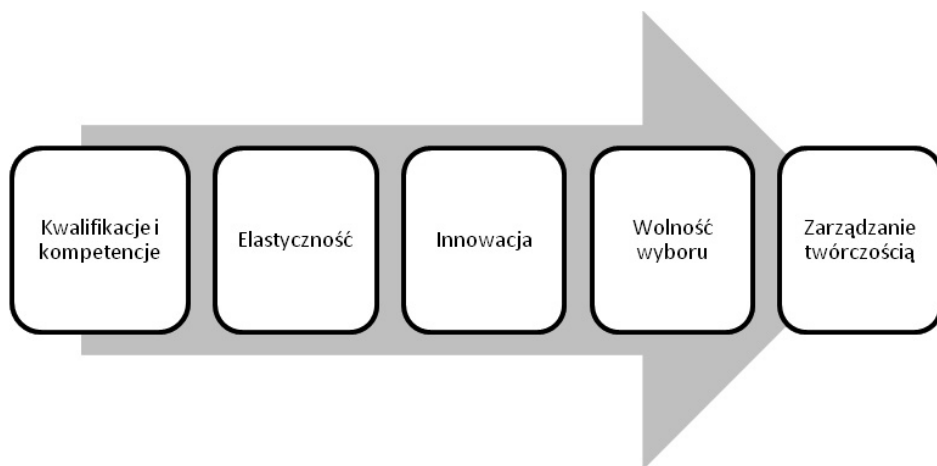 Kwalifikacje i
kompetencje
Elastyczność
Innowacja
Wolność
wyboru
Zarządzanie
twórczością